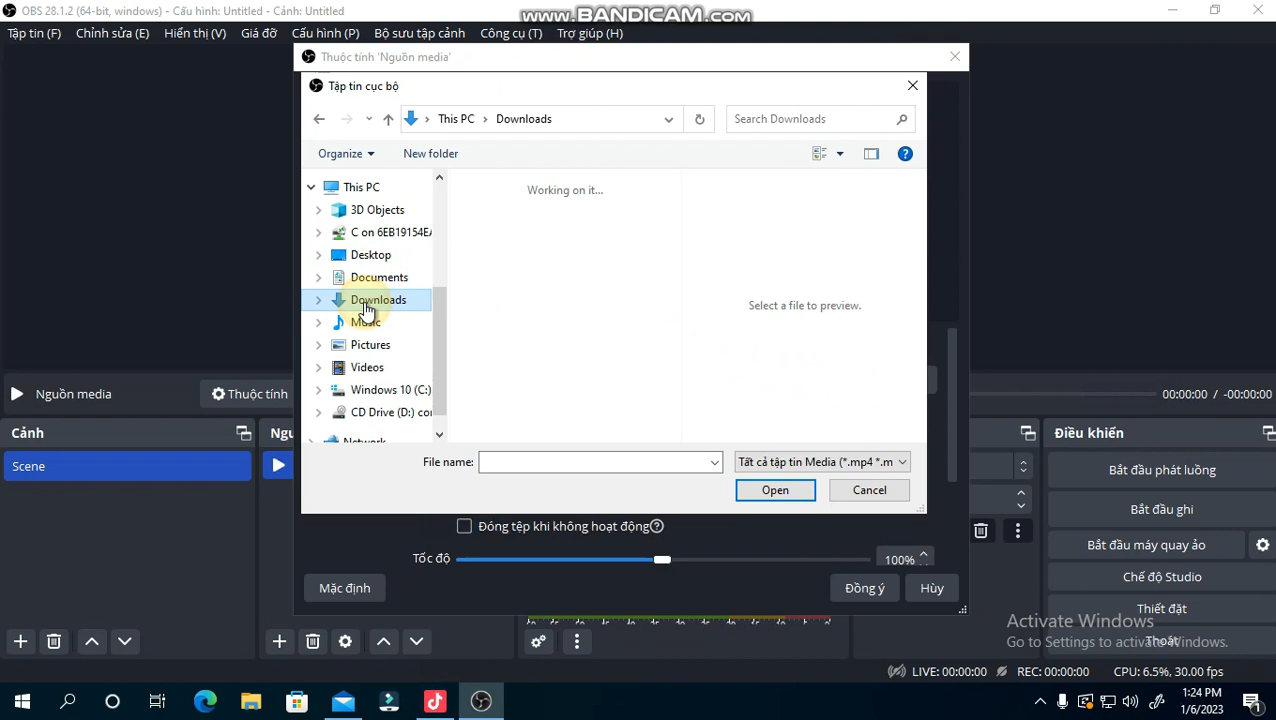 OBS 28.1.2 (64-bit, windows) - Cấu hình: Untitled - Cảnh: Untitled
www.BANDICAM.com
Tập tin (F) Chỉnh sửa (E) Hiển thị (V) Giá đỡ Cấu hình (P) Bộ sưu tập cảnh Công cụ (T) Trợ giúp (H)
Thuộc tính 'Nguồn media'
Tập tin cục bộ
This PC Downloads
Search Downloads
Organize New folder
This PC
3D Objects
C on 6EB19154E
Desktop
Documents
Downloads
Music
Pictures
Videos
Windows 10 (C:)
CD Drive (D:)
Network
Working on it...
Select a file to preview.
File name:
Tất cả tập tin Media (*.mp4 *.m
Open Cancel
Đóng tệp khi không hoạt động
Tốc độ 100%
Mặc định Đồng ý Hủy
Nguồn media Thuộc tính
00:00:00 / -00:00:00
Cảnh
Scene
Điều khiển
Bắt đầu phát luồng
Bắt đầu ghi
Bắt đầu máy quay ảo
Chế độ Studio
Thiết đặt
Thoát
Activate Windows
Go to Settings to activate Windows.
LIVE: 00:00:00 REC: 00:00:00 CPU: 6.5%, 30.00 fps
1:24 PM
1/6/2023
1